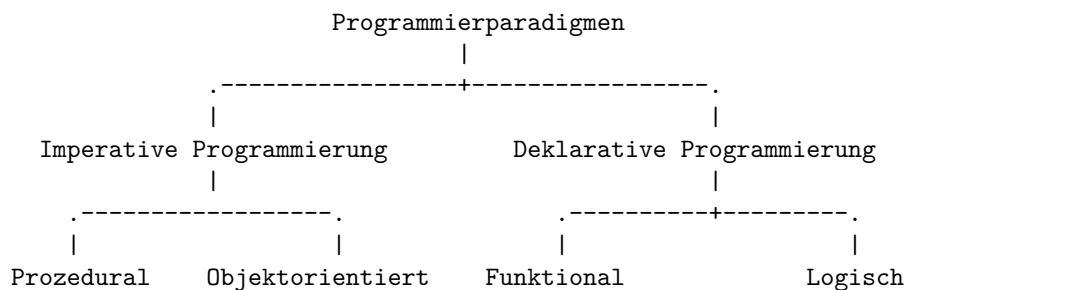 Programmierparadigmen
|
.-----------------+-----------------.
| |
Imperative Programmierung Deklarative Programmierung
| |
.------------------. .----------+---------.
| | | |
Prozedural Objektorientiert Funktional Logisch